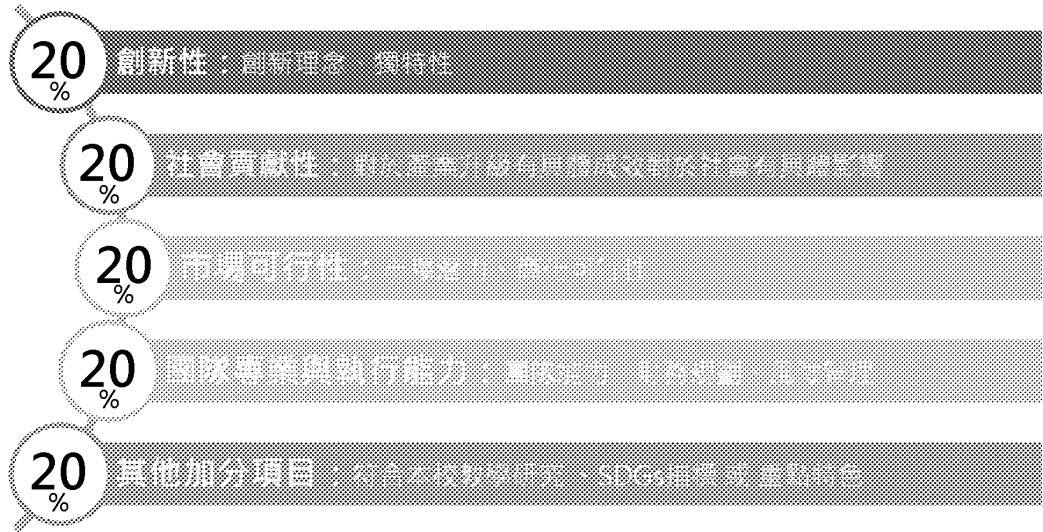 20%
創新性：創新理念、獨特性
20%
社會貢獻性：對於產業升級有具體成效對於社會有具體影響
20%
市場可行性：
20%
團隊專業與執行能力：
20%
其他加分項目：符合本校教學研究、SDGs指標或重點特色